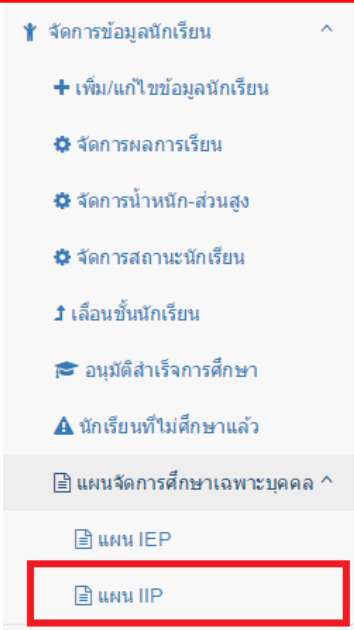 จัดการข้อมูลนักเรียน
เพิ่ม/แก้ไขข้อมูลนักเรียน
จัดการผลการเรียน
จัดการน้ำหนัก-ส่วนสูง
จัดการสถานะนักเรียน
เลื่อนชั้นนักเรียน
อนุมัติสำเร็จการศึกษา
นักเรียนที่ไม่ศึกษาแล้ว
แผนจัดการศึกษาเฉพาะบุคคล
แผน IEP
แผน IIP